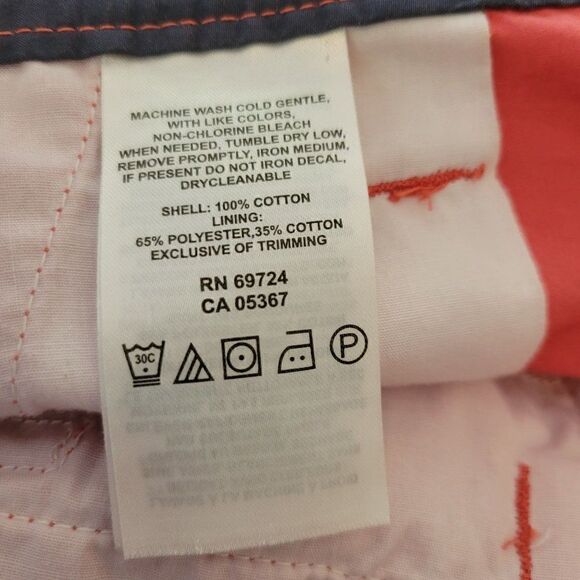 MACHINE WASH COLD GENTLE,
WITH LIKE COLORS,
NON-CHLORINE BLEACH
WHEN NEEDED, TUMBLE DRY LOW,
REMOVE PROMPTLY, IRON MEDIUM,
IF PRESENT DO NOT IRON DECAL,
DRYCLEANABLE
SHELL: 100% COTTON
LINING:
65% POLYESTER,35% COTTON
EXCLUSIVE OF TRIMMING
RN 69724
CA 05367
30C P